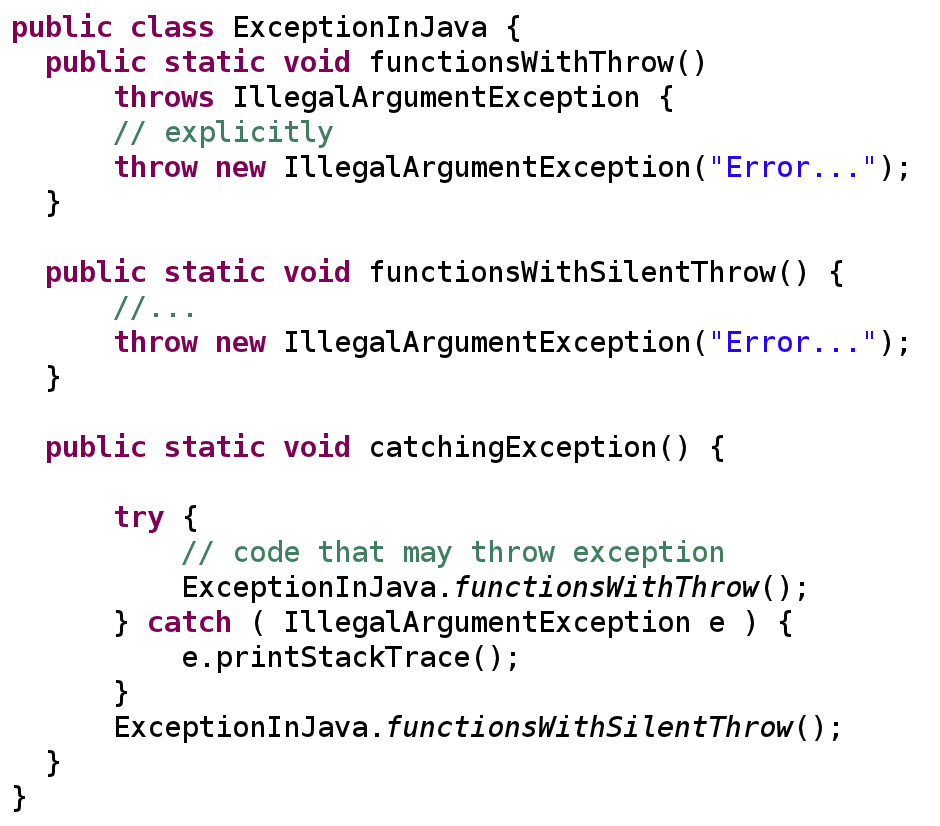 public class ExceptionInJava {
  public static void functionsWithThrow()
      throws IllegalArgumentException {
      // explicitly
      throw new IllegalArgumentException("Error...");
  }

  public static void functionsWithSilentThrow() {
      //...
      throw new IllegalArgumentException("Error...");
  }

  public static void catchingException() {

      try {
          // code that may throw exception
          ExceptionInJava.functionsWithThrow();
      } catch ( IllegalArgumentException e ) {
          e.printStackTrace();
      }
      ExceptionInJava.functionsWithSilentThrow();
  }
}